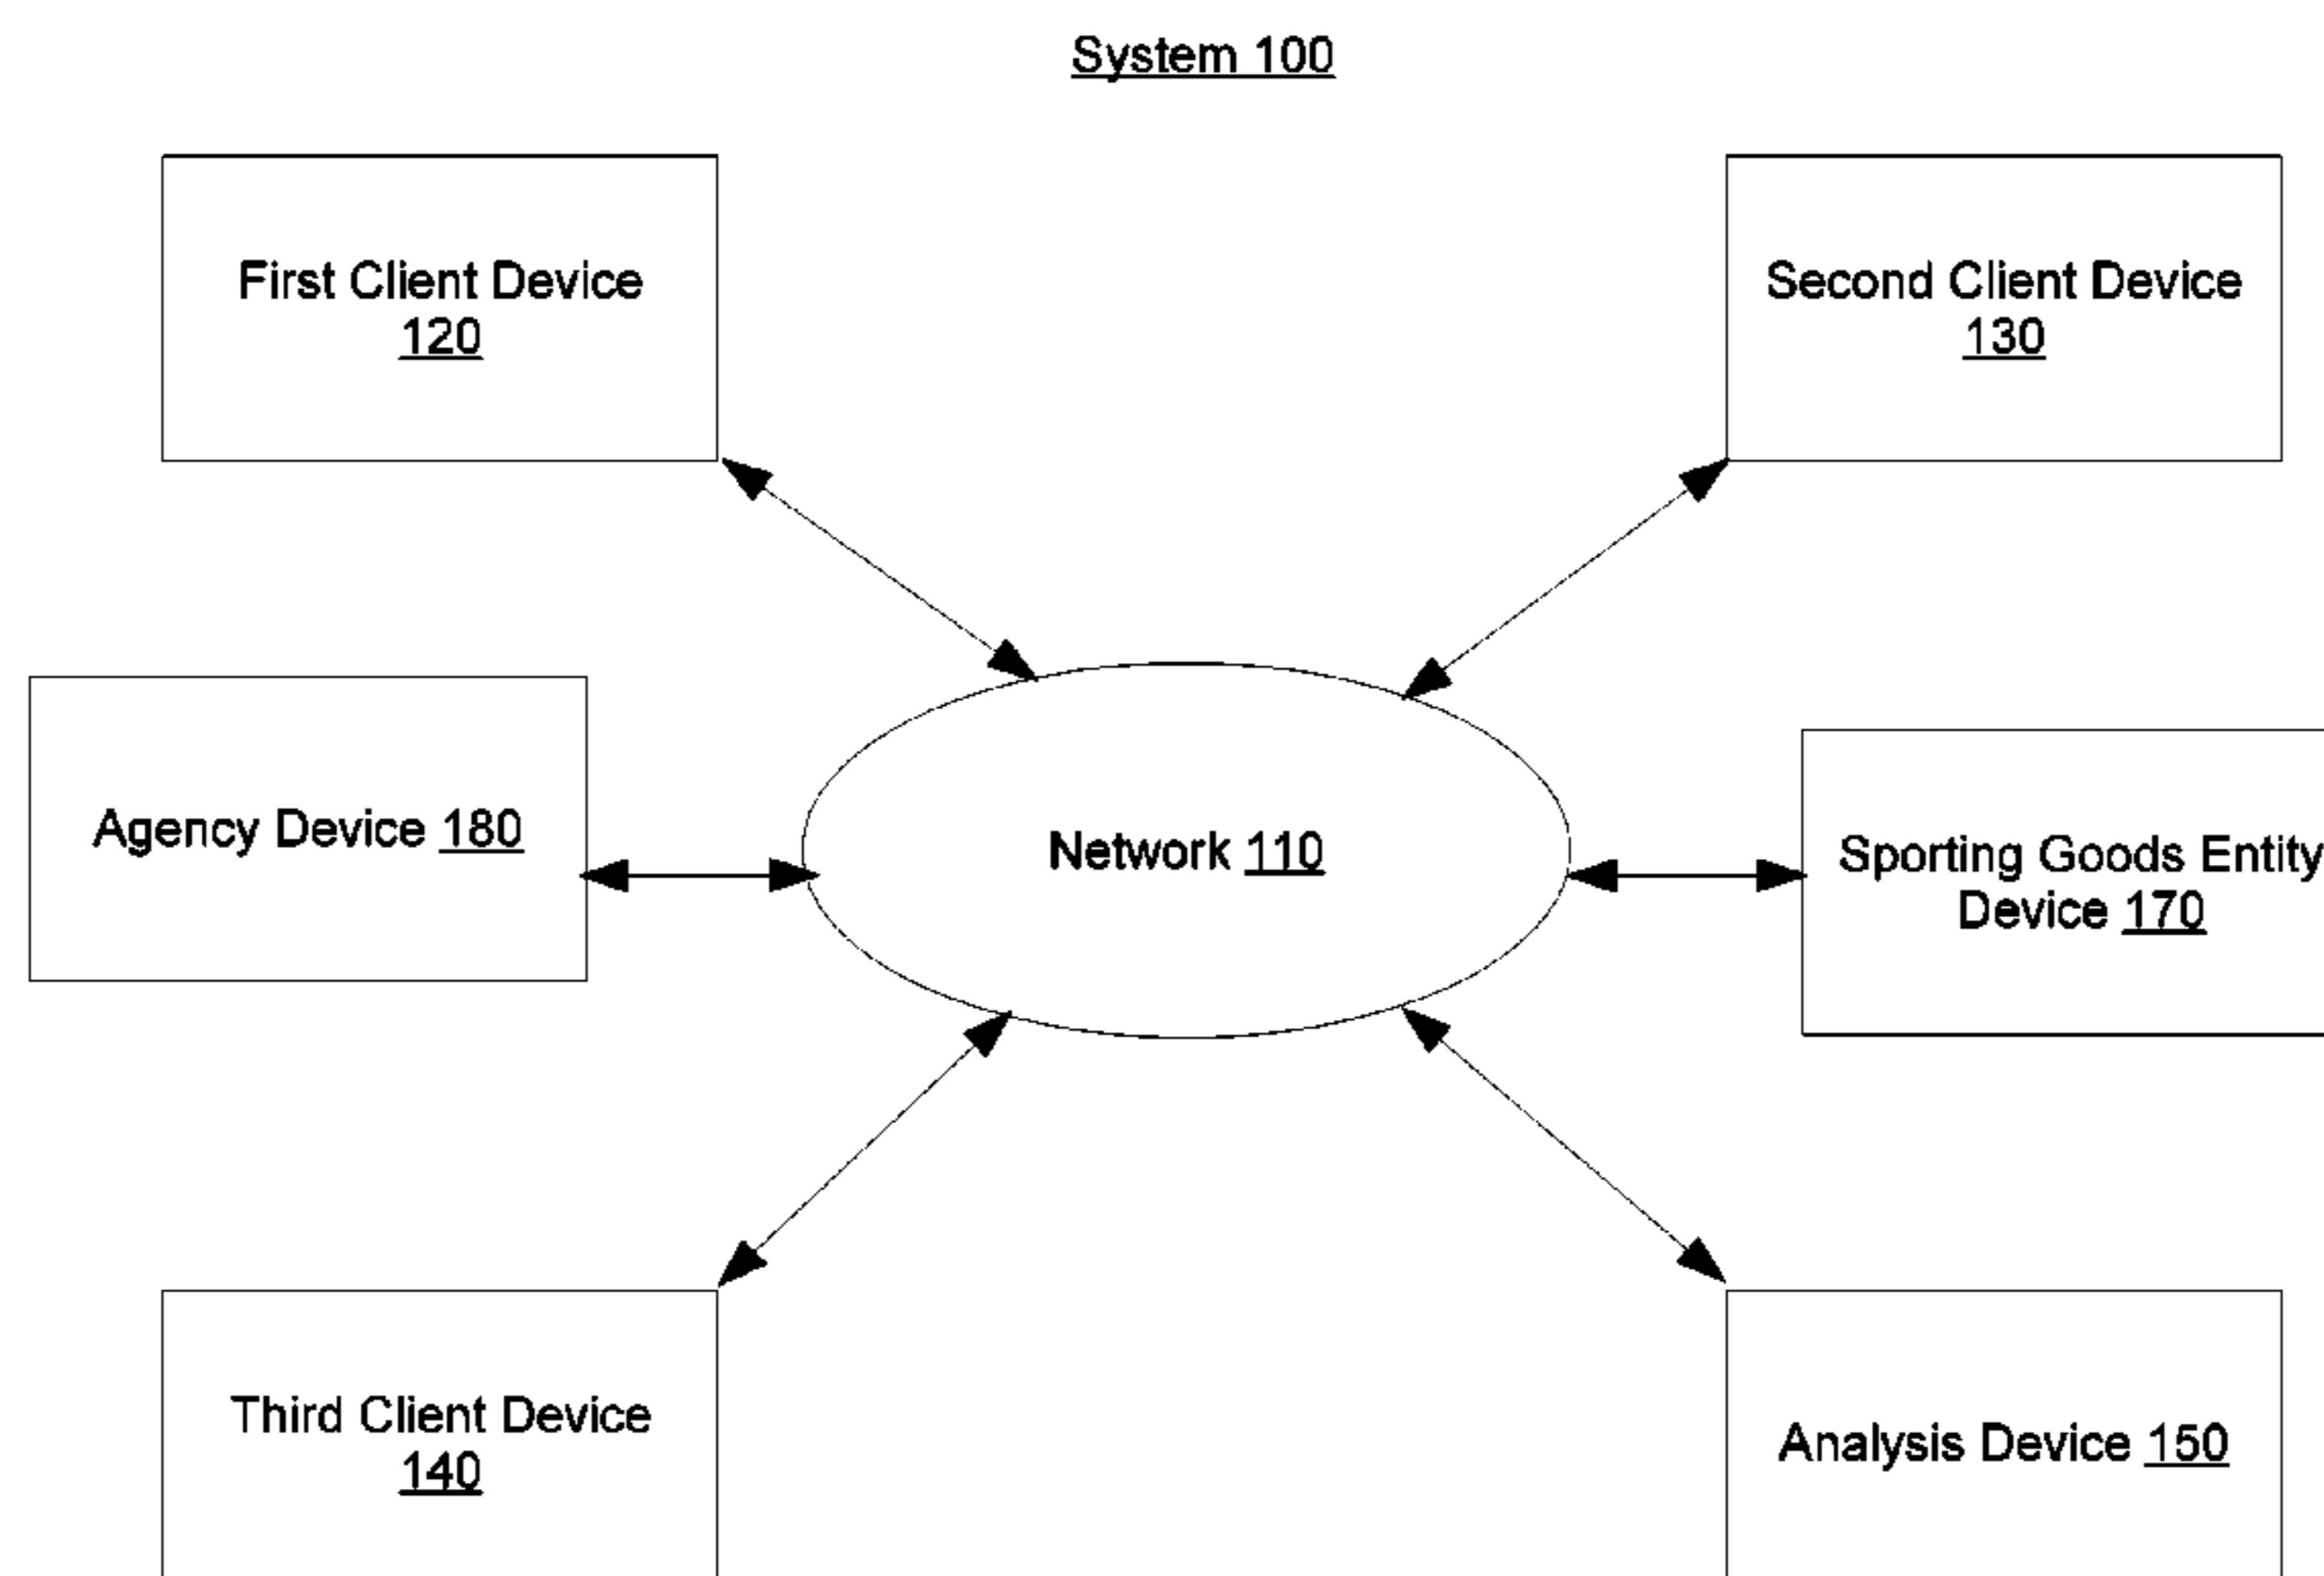 System 100
First Client Device
120
Second Client Device
130
Agency Device 180
Network 110
Sporting Goods Entity
Device 170
Third Client Device
140
Analysis Device 150